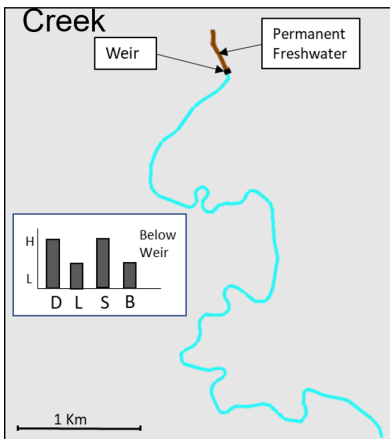 Creek
Weir
Permanent
Freshwater
H
Below
Weir
L
D L S B
1 Km